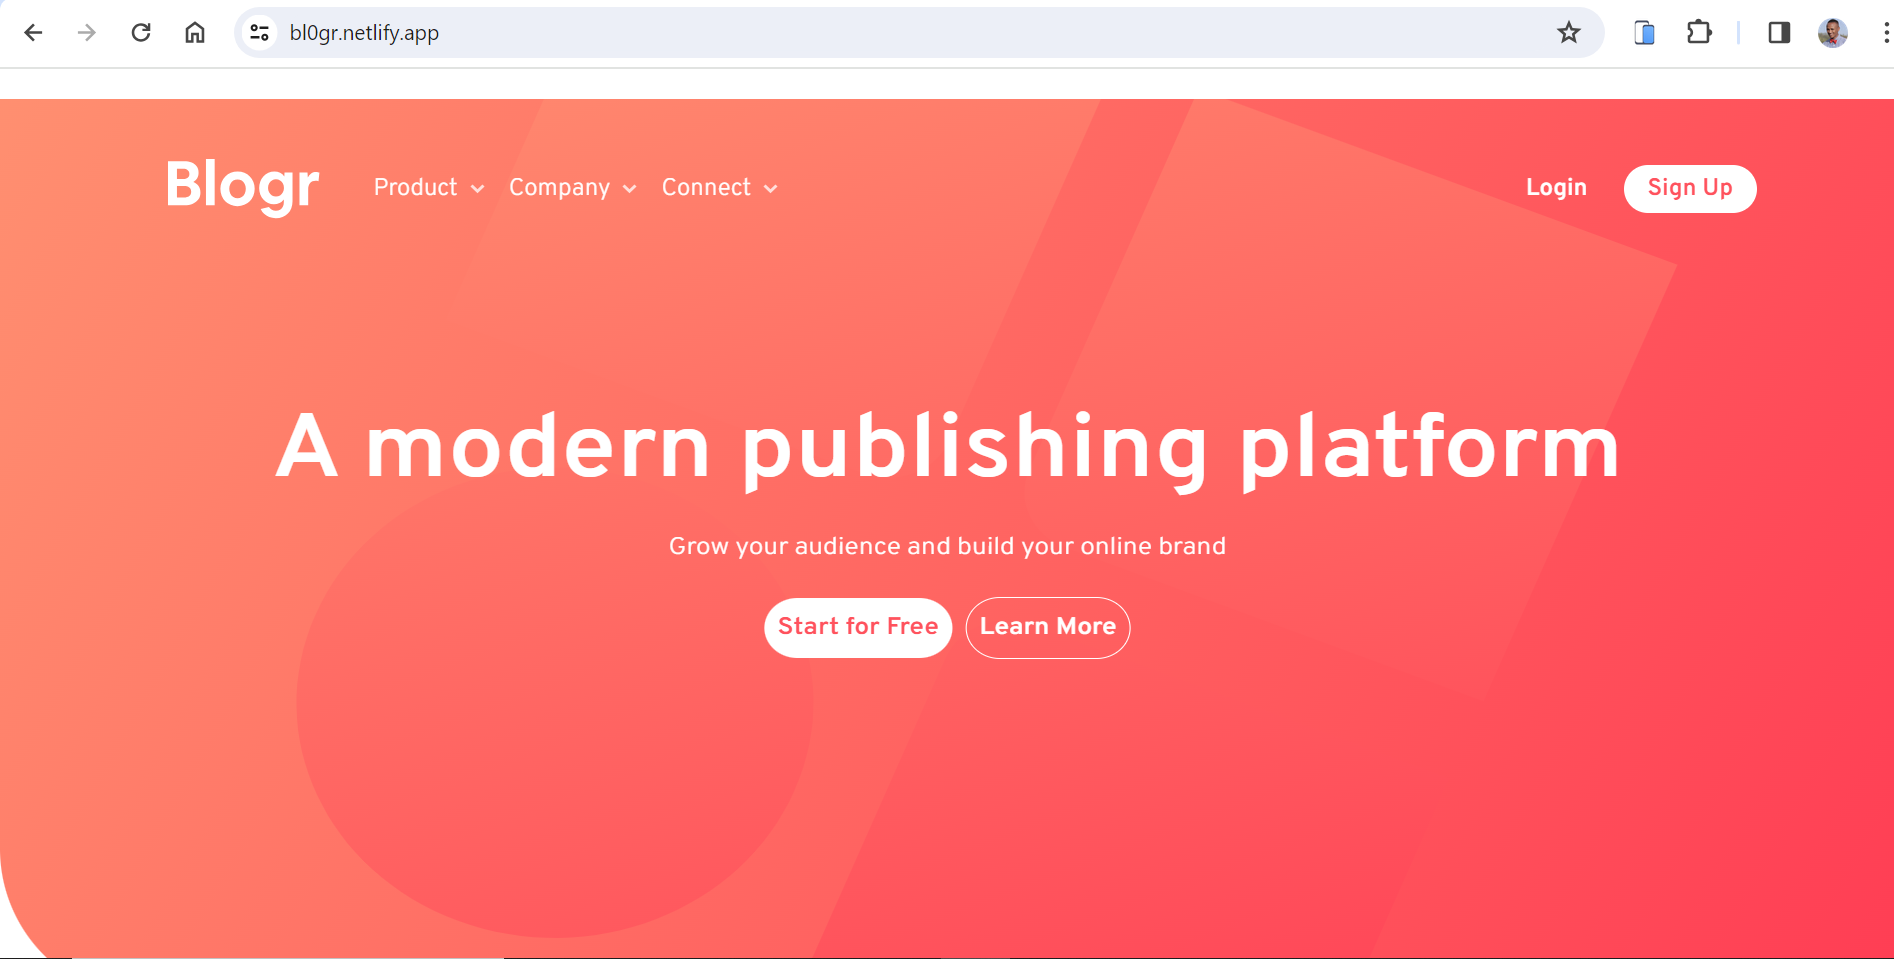 bl0gr.netlify.app
Blogr Product Company Connect Login Sign Up
A modern publishing platform
Grow your audience and build your online brand
Start for Free Learn More